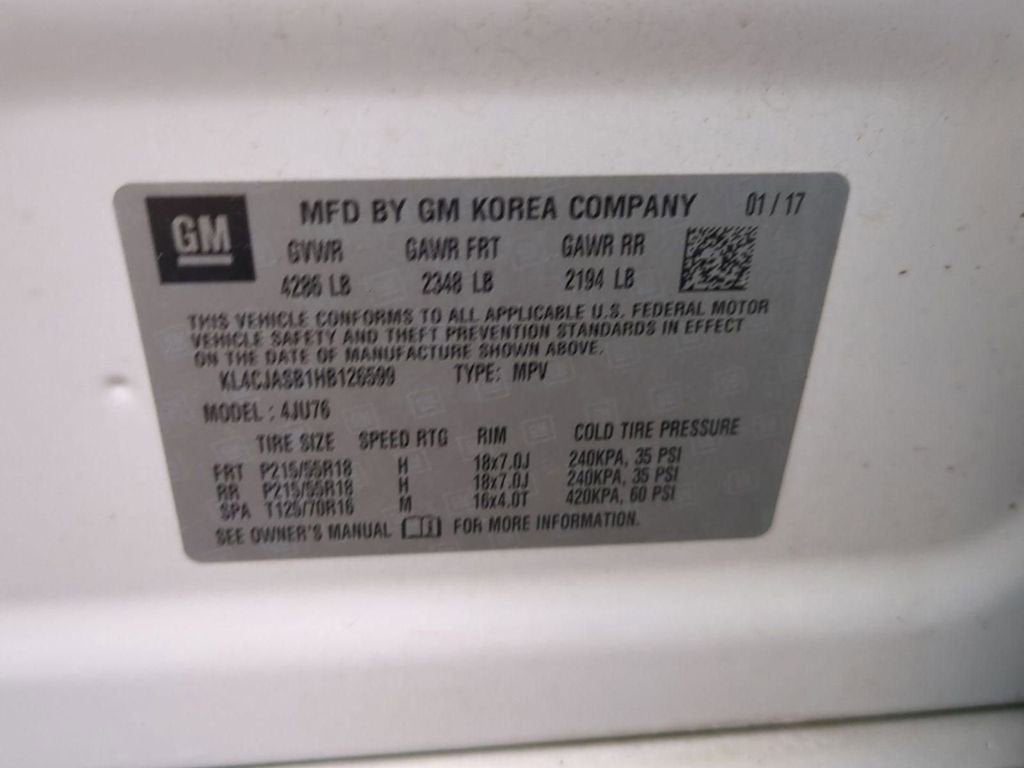 GM
MFD BY GM KOREA COMPANY 01 / 17
GVWR GAWR FRT GAWR RR
4286 LB 2348 LB 2194 LB
THIS VEHICLE CONFORMS TO ALL APPLICABLE U.S. FEDERAL MOTOR
VEHICLE SAFETY AND THEFT PREVENTION STANDARDS IN EFFECT
ON THE DATE OF MANUFACTURE SHOWN ABOVE.
KL4CJASB1HB126599 TYPE: MPV
MODEL : 4JU76
TIRE SIZE SPEED RTG RIM COLD TIRE PRESSURE
FRT P215/55R18 H 18x7.0J 240KPA, 35 PSI
RR P215/55R18 H 18x7.0J 240KPA, 35 PSI
SPA T125/70R16 M 16x4.0T 420KPA, 60 PSI
SEE OWNER'S MANUAL FOR MORE INFORMATION.